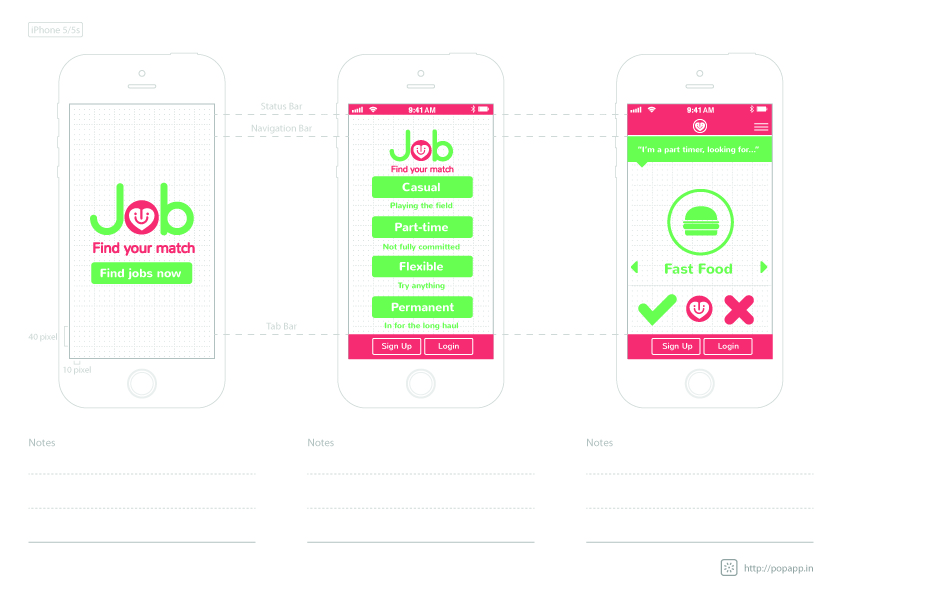 iPhone 5/5s
Status Bar
Navigation Bar
Tab Bar
40 pixel
10 pixel
Job
Find your match
Find jobs now
9:41 AM
Job
Find your match
Casual
Playing the field
Part-time
Not fully committed
Flexible
Try anything
Permanent
In for the long haul
Sign Up
Login
9:41 AM
"I'm a part timer, looking for..."
Fast Food
Sign Up
Login
Notes
Notes
Notes
http://popapp.in